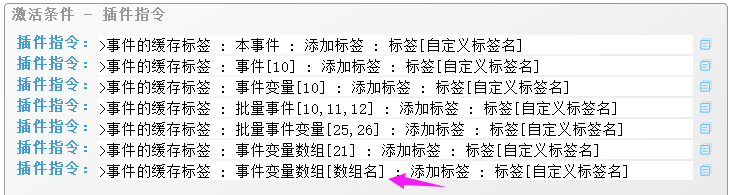 激活条件 - 插件指令
插件指令：>事件的缓存标签 : 本事件 : 添加标签 : 标签[自定义标签名]
插件指令：>事件的缓存标签 : 事件[10] : 添加标签 : 标签[自定义标签名]
插件指令：>事件的缓存标签 : 事件变量[10] : 添加标签 : 标签[自定义标签名]
插件指令：>事件的缓存标签 : 批量事件[10,11,12] : 添加标签 : 标签[自定义标签名]
插件指令：>事件的缓存标签 : 批量事件变量[25,26] : 添加标签 : 标签[自定义标签名]
插件指令：>事件的缓存标签 : 事件变量数组[21] : 添加标签 : 标签[自定义标签名]
插件指令：>事件的缓存标签 : 事件变量数组[数组名] : 添加标签 : 标签[自定义标签名]